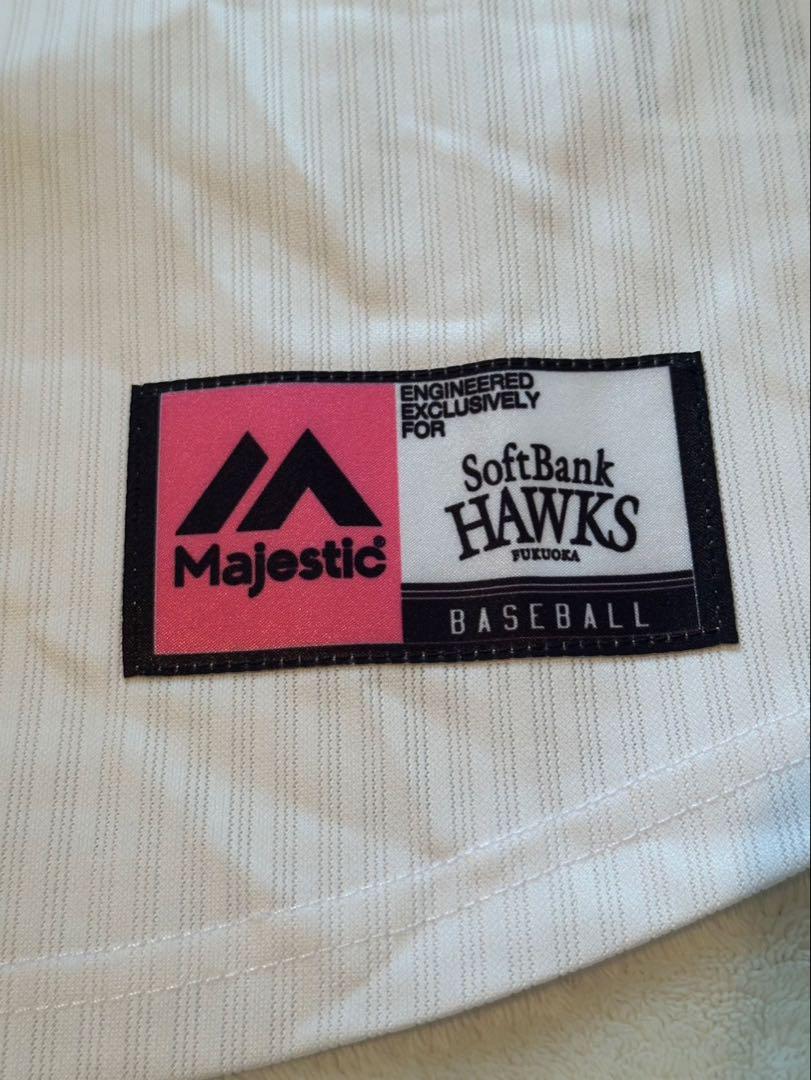 Majestic®
ENGINEERED
EXCLUSIVELY
FOR
SoftBank
HAWKS
FUKUOKA
BASEBALL